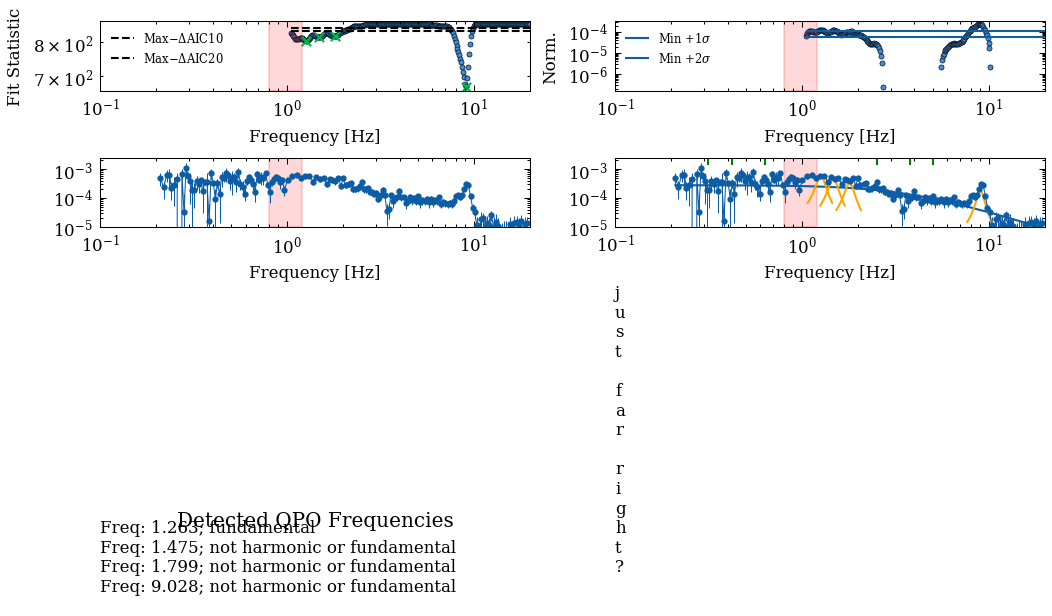 Fit Statistic
8 × 10²
7 × 10²
Max−ΔAIC10
Max−ΔAIC20
10⁻¹ 10⁰ 10¹
Frequency [Hz]
Norm.
10⁻⁴
10⁻⁵
10⁻⁶
Min +1σ
Min +2σ
10⁻¹ 10⁰ 10¹
Frequency [Hz]
10⁻³
10⁻⁴
10⁻⁵
10⁻¹ 10⁰ 10¹
Frequency [Hz]
10⁻³
10⁻⁴
10⁻⁵
10⁻¹ 10⁰ 10¹
Frequency [Hz]
j
u
s
t
f
a
r
r
i
g
h
t
?
Detected QPO Frequencies
Freq: 1.263; fundamental
Freq: 1.475; not harmonic or fundamental
Freq: 1.799; not harmonic or fundamental
Freq: 9.028; not harmonic or fundamental